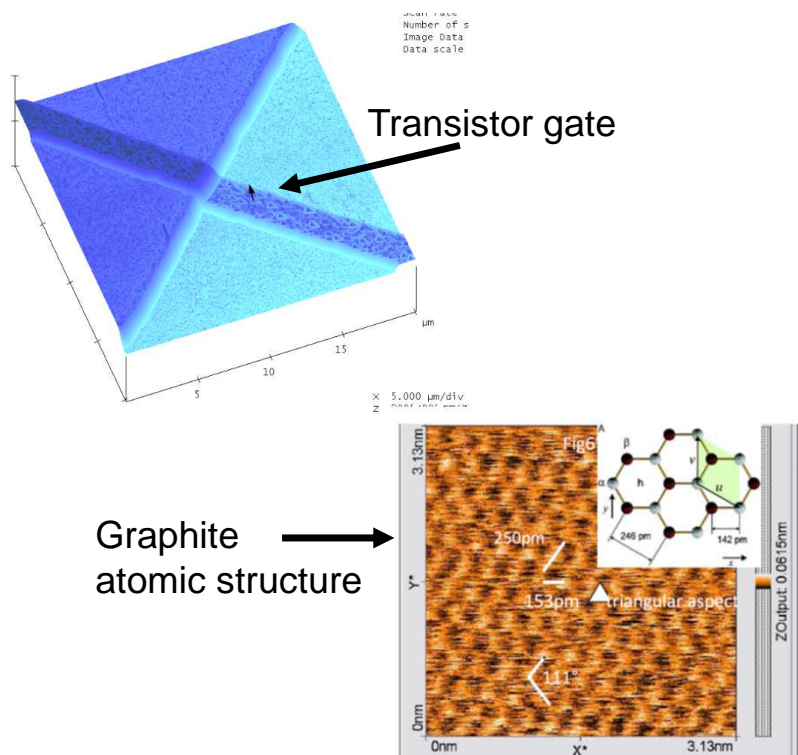 Number of s
Image Data
Data scale
Transistor gate
μm
15
10
5
X 5.000 μm/div
Z
Graphite
atomic structure
3.13nm
Y*
0nm
Fig6
250pm
153pm
triangular aspect
111°
A
β
α
h
v
u
y
x
246 pm
142 pm
ZOutput: 0.0615nm
0nm
X*
3.13nm